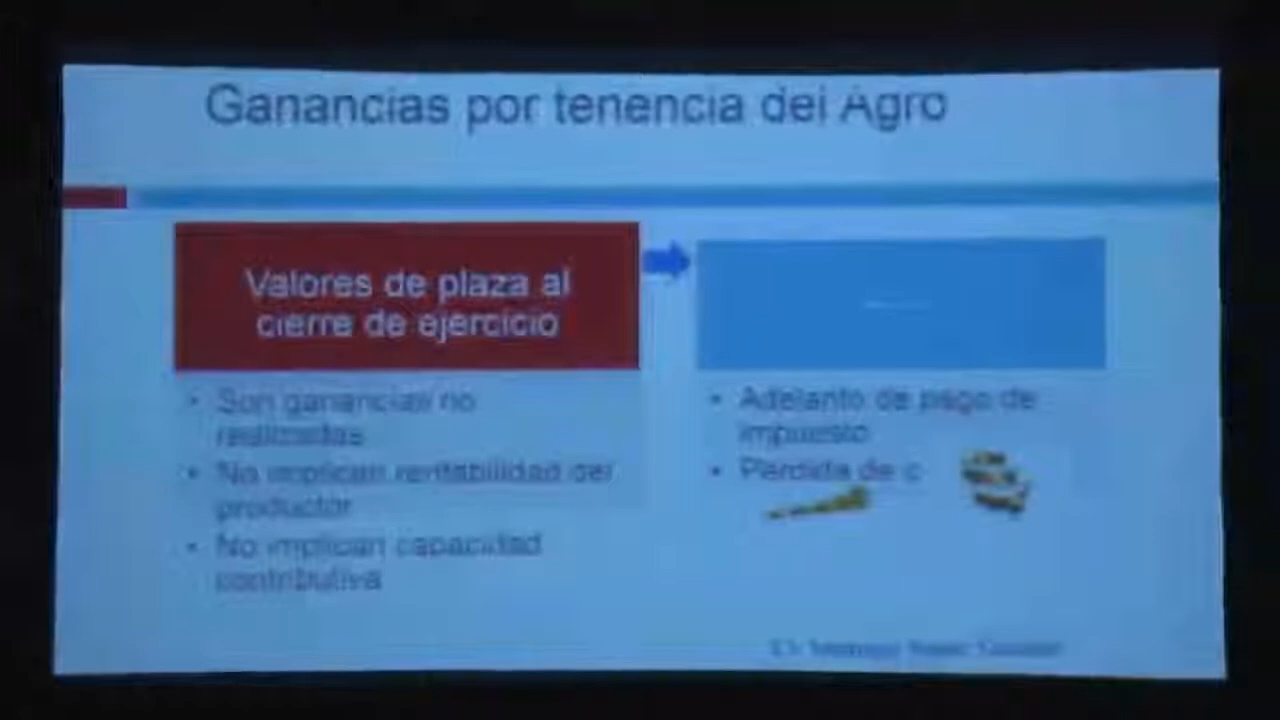 Ganancias por tenencia del Agro
Valores de plaza al
cierre de ejercicio
• Son ganancias no
realizadas
• No implican rentabilidad del
productor
• No implican capacidad
contributiva
• Adelanto de pago de
impuesto
• Pérdida de c